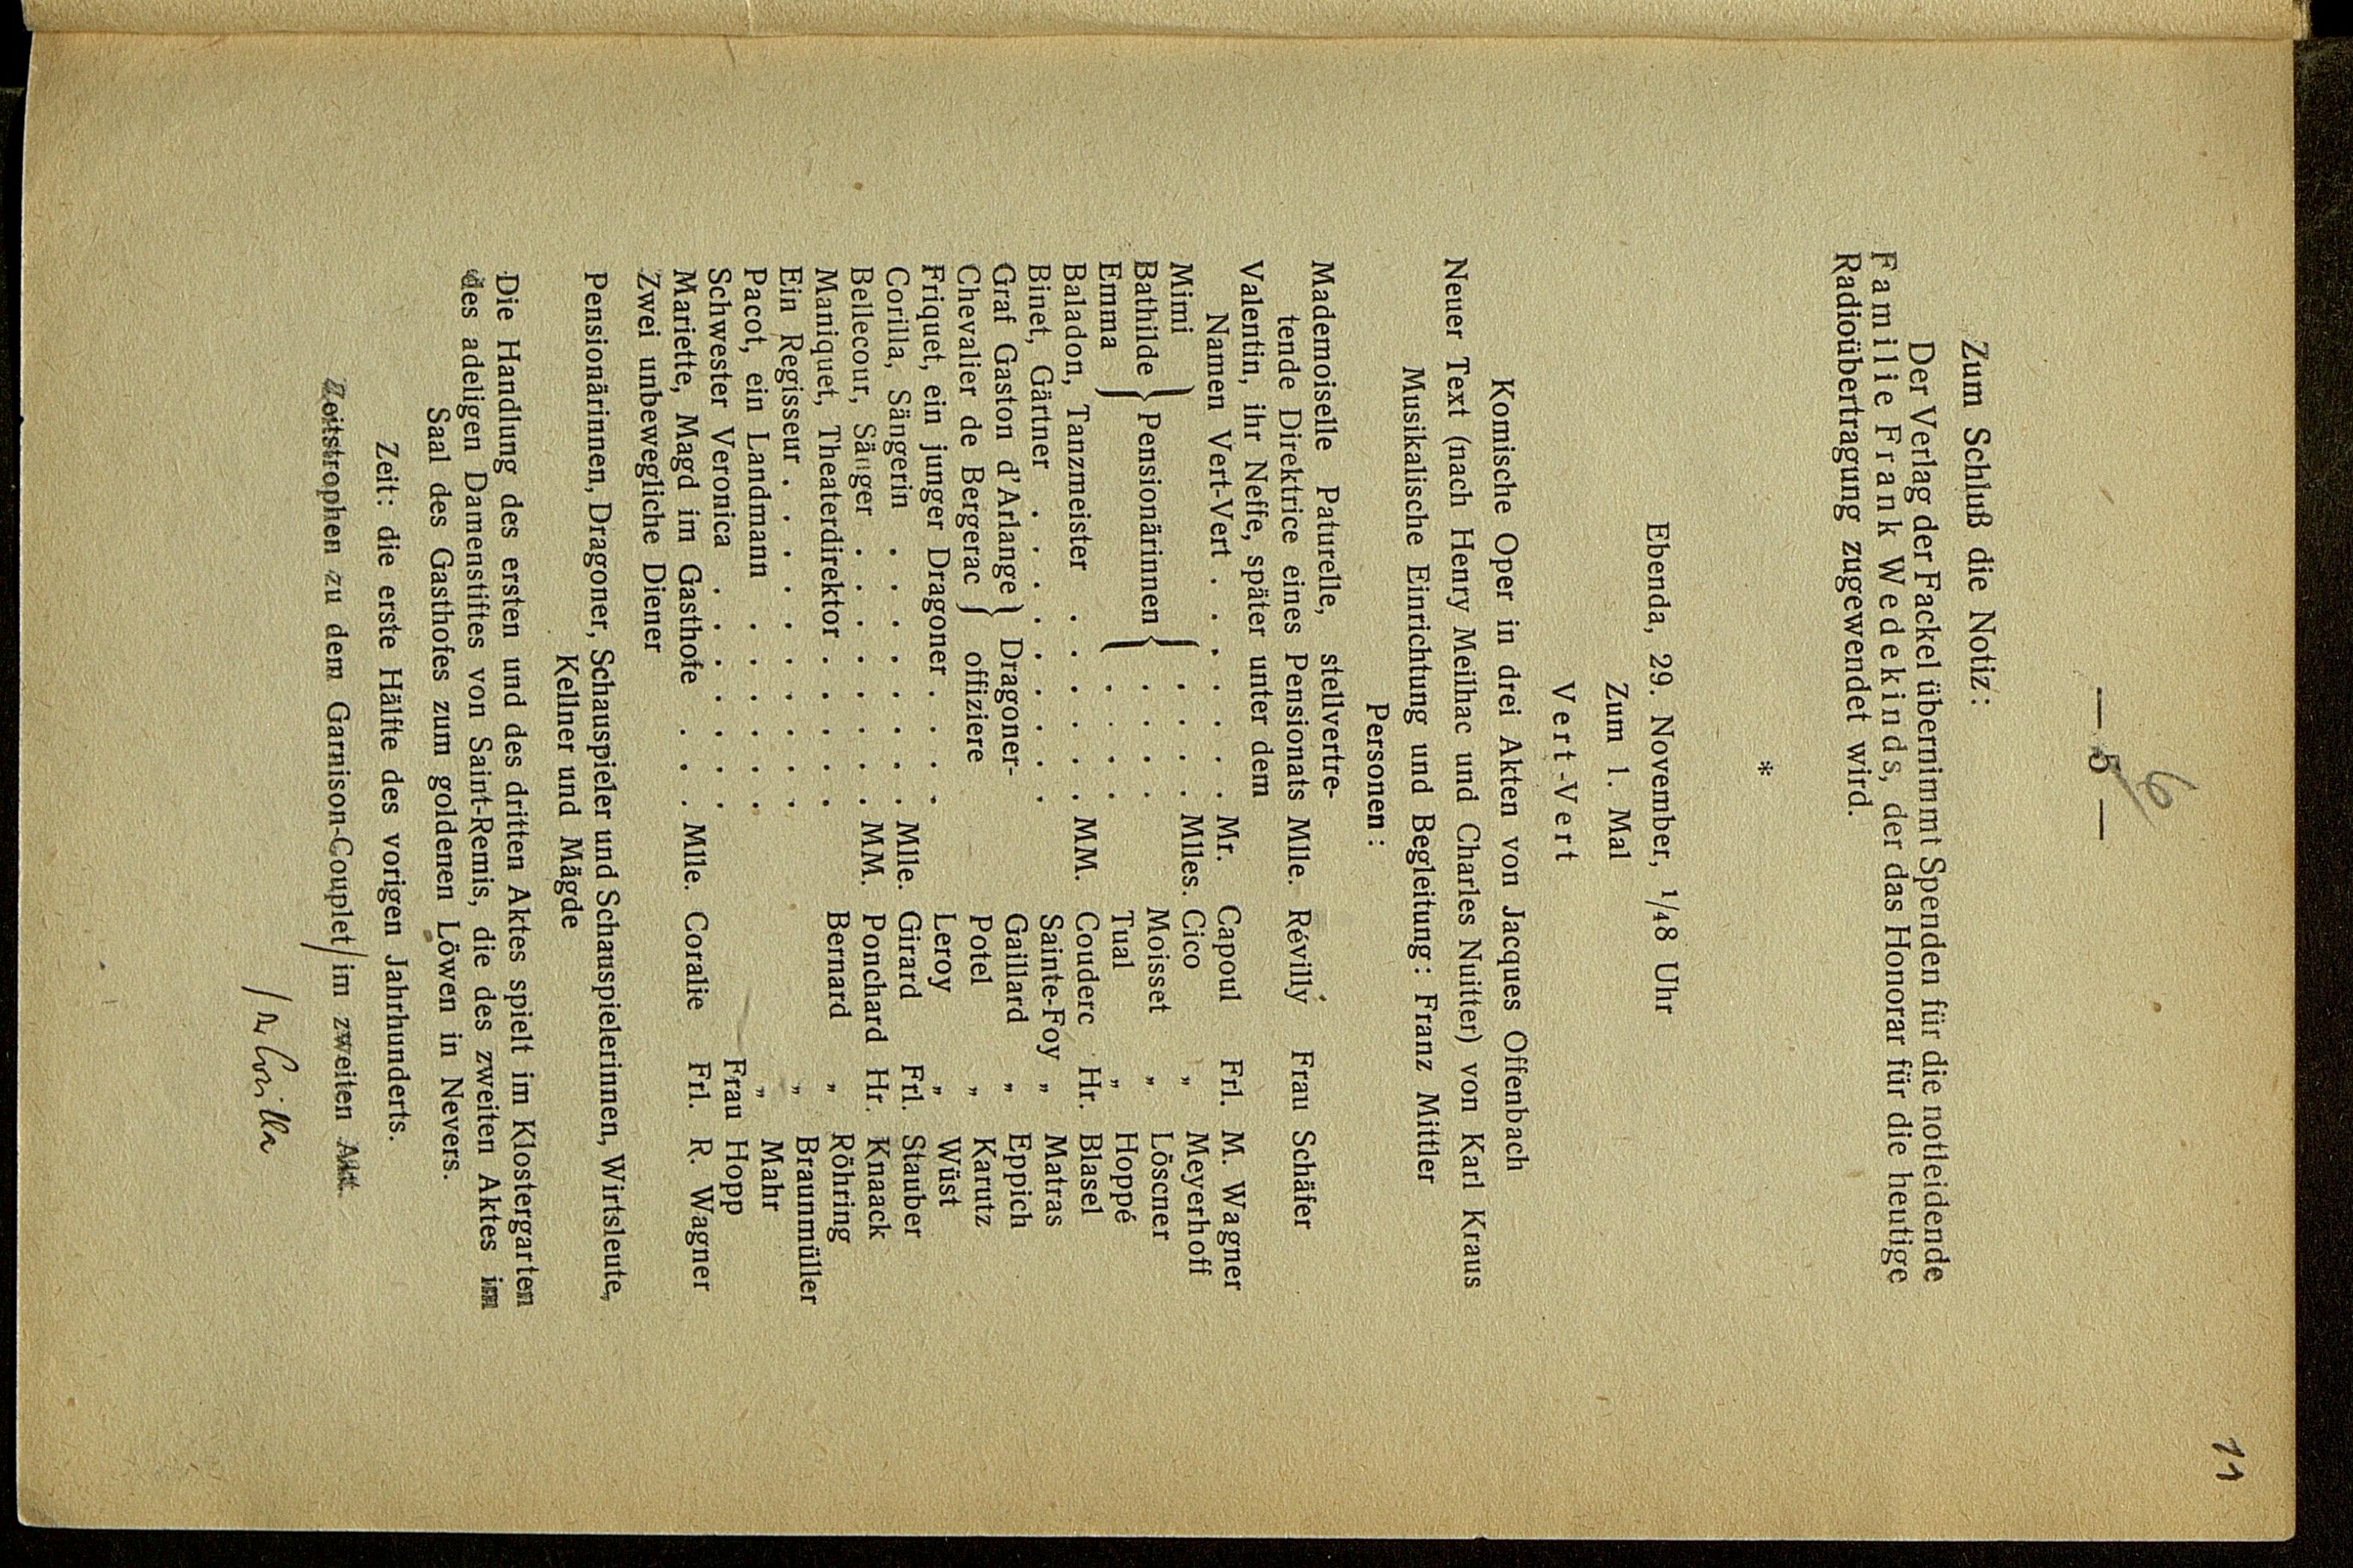 11
— 5 —
6
Zum Schluß die Notiz:
Der Verlag der Fackel übernimmt Spenden für die notleidende
Familie Frank Wedekinds, der das Honorar für die heutige
Radioübertragung zugewendet wird.
*
Ebenda, 29. November, 1/48 Uhr
Zum 1. Mal
Vert-Vert
Komische Oper in drei Akten von Jacques Offenbach
Neuer Text (nach Henry Meilhac und Charles Nuitter) von Karl Kraus
Musikalische Einrichtung und Begleitung: Franz Mittler
Personen:
Mademoiselle Paturelle, stellvertre-
tende Direktrice eines Pensionats Mlle. Révilly Frau Schäfer
Valentin, ihr Neffe, später unter dem
Namen Vert-Vert . . . . . . . Mr. Capoul Frl. M. Wagner
Mimi } . . . . Mlles. Cico „ Meyerhoff
Bathilde } Pensionärinnen } . . . . Moisset „ Löscner
Emma } . . . . Tual „ Hoppé
Baladon, Tanzmeister . . . . . . MM. Couderc Hr. Blasel
Binet, Gärtner . . . . . . . . . Sainte-Foy „ Matras
Graf Gaston d'Arlange } Dragoner- Gaillard „ Eppich
Chevalier de Bergerac } offiziere Potel „ Karutz
Friquet, ein junger Dragoner . . . . Leroy „ Wüst
Corilla, Sängerin . . . . . . . . Mlle. Girard Frl. Stauber
Bellecour, Sänger . . . . . . . . MM. Ponchard Hr. Knaack
Maniquet, Theaterdirektor . . . . . Bernard „ Röhring
Ein Regisseur . . . . . . . . . . „ Braunmüller
Pacot, ein Landmann . . . . . . „ Mahr
Schwester Veronica . . . . . . . Frau Hopp
Mariette, Magd im Gasthofe . . . Mlle. Coralie Frl. R. Wagner
Zwei unbewegliche Diener
Pensionärinnen, Dragoner, Schauspieler und Schauspielerinnen, Wirtsleute,
Kellner und Mägde
Die Handlung des ersten und des dritten Aktes spielt im Klostergarten
des adeligen Damenstiftes von Saint-Remis, die des zweiten Aktes im
Saal des Gasthofes zum goldenen Löwen in Nevers.
Zeit: die erste Hälfte des vorigen Jahrhunderts.
Zeitstrophen zu dem Garnison-Couplet im zweiten Akt.
Corilla